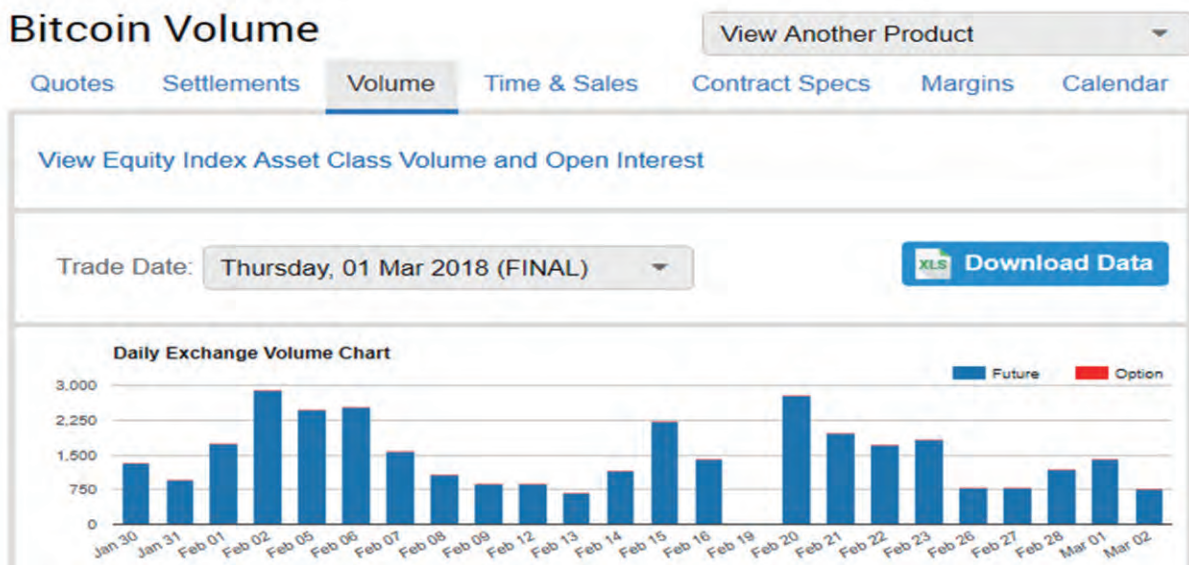 Bitcoin Volume
View Another Product
Quotes Settlements Volume Time & Sales Contract Specs Margins Calendar
View Equity Index Asset Class Volume and Open Interest
Trade Date: Thursday, 01 Mar 2018 (FINAL)
XLS Download Data
Daily Exchange Volume Chart
Future Option
3.000
2,250
1,500
750
0
Jan 30 Jan 31 Feb 01 Feb 02 Feb 05 Feb 06 Feb 07 Feb 08 Feb 09 Feb 12 Feb 13 Feb 14 Feb 15 Feb 16 Feb 19 Feb 20 Feb 21 Feb 22 Feb 23 Feb 26 Feb 27 Feb 28 Mar 01 Mar 02